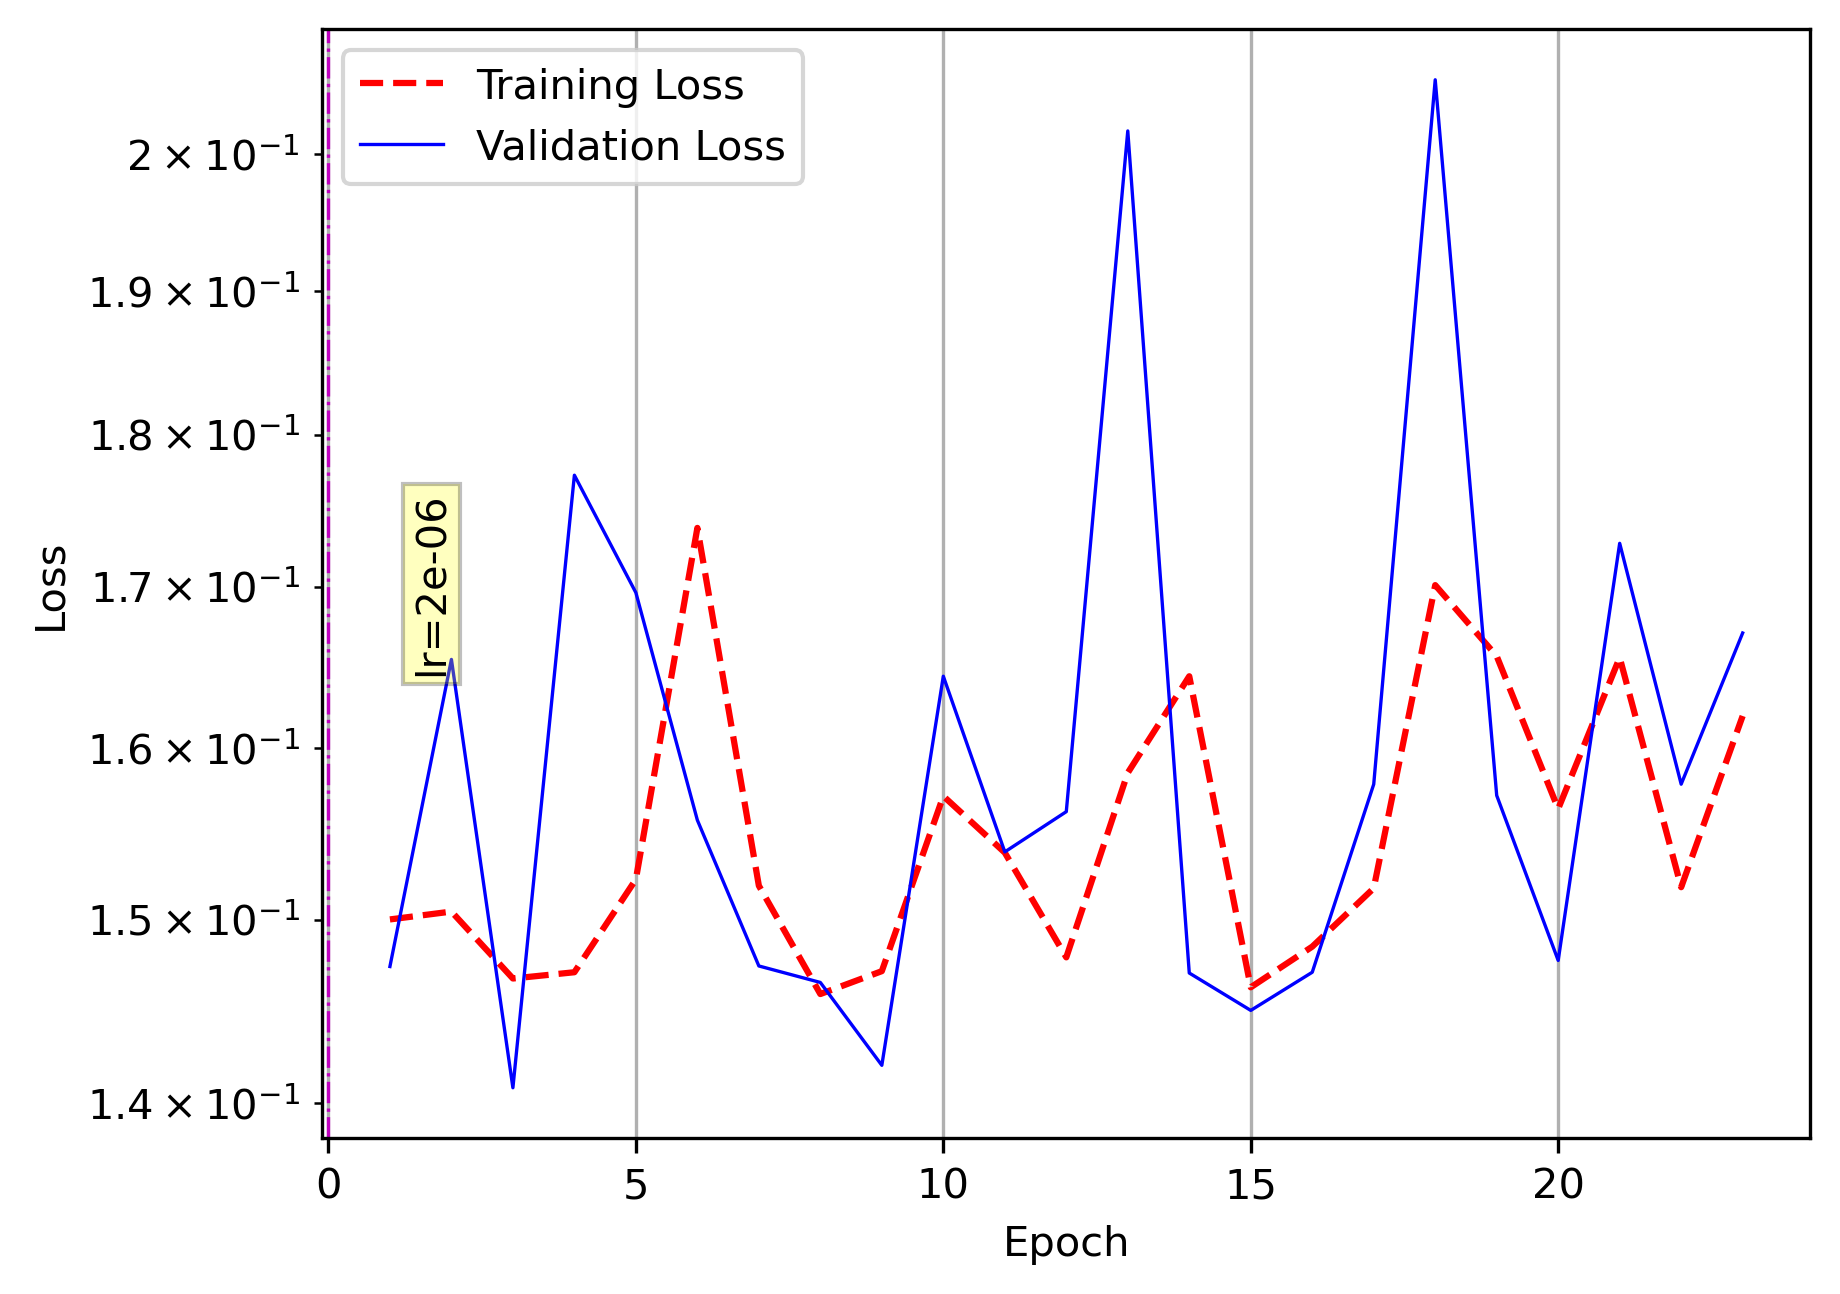 Training Loss
Validation Loss
2 × 10⁻¹
1.9 × 10⁻¹
1.8 × 10⁻¹
1.7 × 10⁻¹
1.6 × 10⁻¹
1.5 × 10⁻¹
1.4 × 10⁻¹
Loss
lr=2e-06
0 5 10 15 20
Epoch